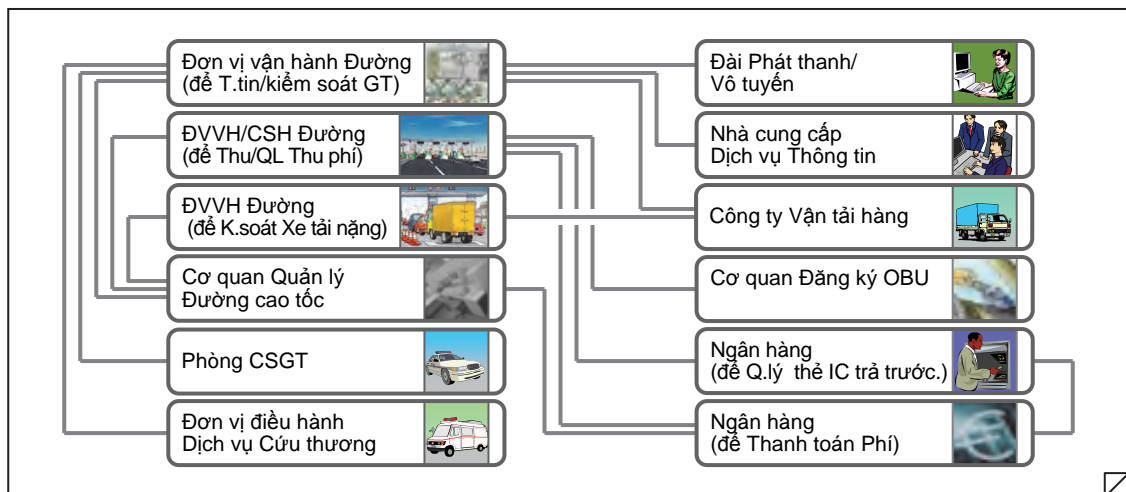 Đơn vị vận hành Đường
(để T.tin/kiểm soát GT)
ĐVVH/CSH Đường
(để Thu/QL Thu phí)
ĐVVH Đường
(để K.soát Xe tải nặng)
Cơ quan Quản lý
Đường cao tốc
Phòng CSGT
Đơn vị điều hành
Dịch vụ Cứu thương
Đài Phát thanh/
Vô tuyến
Nhà cung cấp
Dịch vụ Thông tin
Công ty Vận tải hàng
Cơ quan Đăng ký OBU
Ngân hàng
(để Q.lý thẻ IC trả trước.)
Ngân hàng
(để Thanh toán Phí)